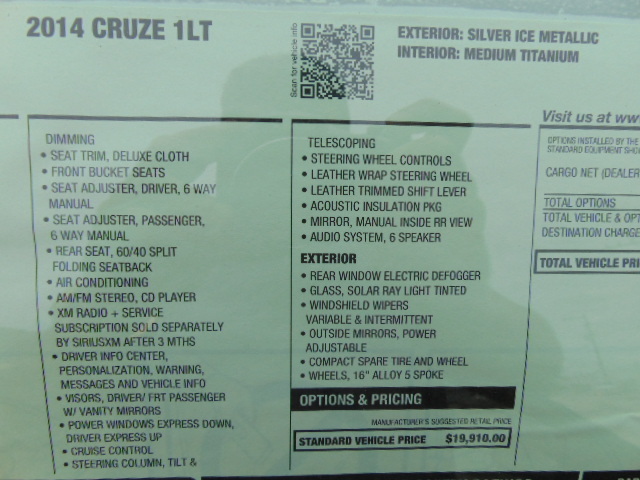 2014 CRUZE 1LT
Scan for vehicle info
EXTERIOR: SILVER ICE METALLIC
INTERIOR: MEDIUM TITANIUM
DIMMING
• SEAT TRIM, DELUXE CLOTH
• FRONT BUCKET SEATS
• SEAT ADJUSTER, DRIVER, 6 WAY
MANUAL
• SEAT ADJUSTER, PASSENGER,
6 WAY MANUAL
• REAR SEAT, 60/40 SPLIT
FOLDING SEATBACK
• AIR CONDITIONING
• AM/FM STEREO, CD PLAYER
• XM RADIO + SERVICE
SUBSCRIPTION SOLD SEPARATELY
BY SIRIUSXM AFTER 3 MTHS
• DRIVER INFO CENTER,
PERSONALIZATION, WARNING,
MESSAGES AND VEHICLE INFO
• VISORS, DRIVER/ FRT PASSENGER
W/ VANITY MIRRORS
• POWER WINDOWS EXPRESS DOWN,
DRIVER EXPRESS UP
• CRUISE CONTROL
• STEERING COLUMN, TILT &
TELESCOPING
• STEERING WHEEL CONTROLS
• LEATHER WRAP STEERING WHEEL
• LEATHER TRIMMED SHIFT LEVER
• ACOUSTIC INSULATION PKG
• MIRROR, MANUAL INSIDE RR VIEW
• AUDIO SYSTEM, 6 SPEAKER
EXTERIOR
• REAR WINDOW ELECTRIC DEFOGGER
• GLASS, SOLAR RAY LIGHT TINTED
• WINDSHIELD WIPERS
VARIABLE & INTERMITTENT
• OUTSIDE MIRRORS, POWER
ADJUSTABLE
• COMPACT SPARE TIRE AND WHEEL
• WHEELS, 16" ALLOY 5 SPOKE
OPTIONS & PRICING
MANUFACTURER'S SUGGESTED RETAIL PRICE
STANDARD VEHICLE PRICE $19,910.00
Visit us at ww
OPTIONS INSTALLED BY THE
STANDARD EQUIPMENT SHO
CARGO NET (DEALER
TOTAL OPTIONS
TOTAL VEHICLE & OPT
DESTINATION CHARGE
TOTAL VEHICLE PRI